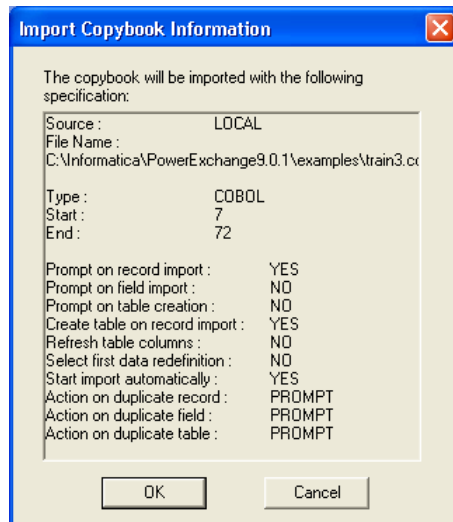 Import Copybook Information
The copybook will be imported with the following
specification:
Source : LOCAL
File Name :
C:\Informatica\PowerExchange9.0.1\examples\train3.co
Type : COBOL
Start : 7
End : 72
Prompt on record import : YES
Prompt on field import : NO
Prompt on table creation : NO
Create table on record import : YES
Refresh table columns : NO
Select first data redefinition : NO
Start import automatically : YES
Action on duplicate record : PROMPT
Action on duplicate field : PROMPT
Action on duplicate table : PROMPT
OK Cancel